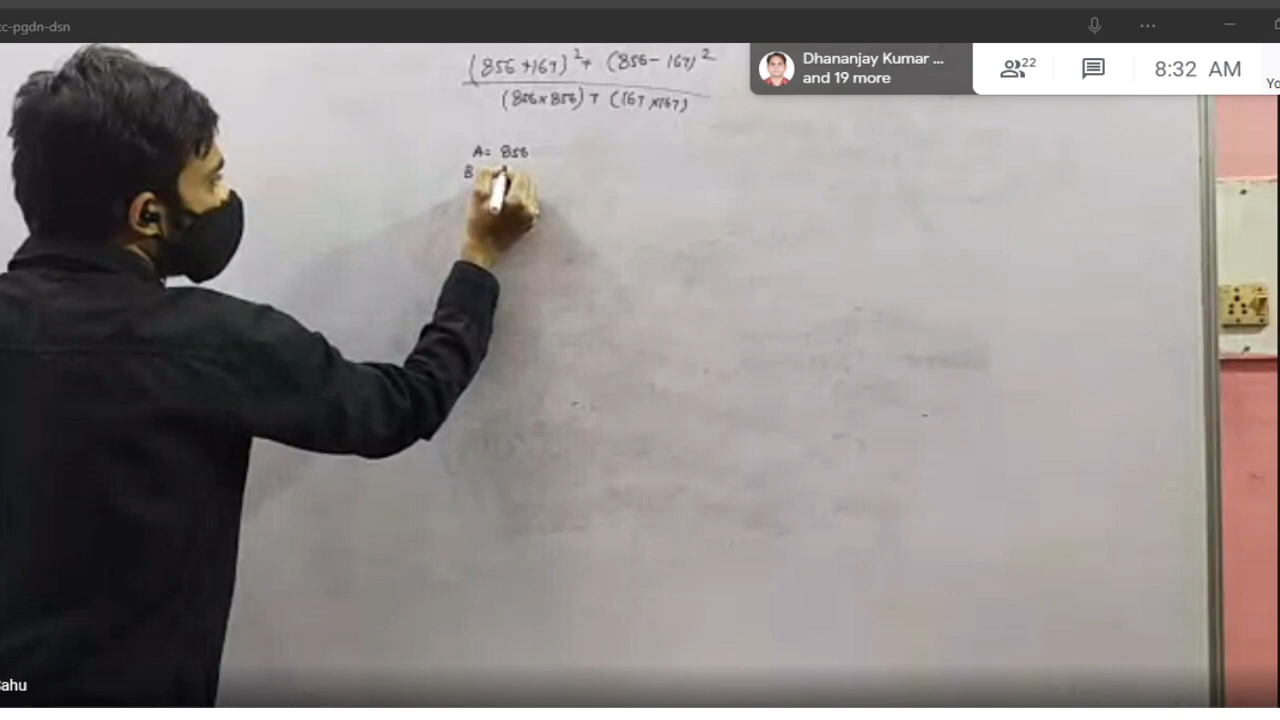 c-pgdn-dsn
Dhananjay Kumar ...
and 19 more
22
8:32 AM
Yo
(856+167)²+ (856-167)²
(856×856)+(167×167)
A= 856
B
ahu